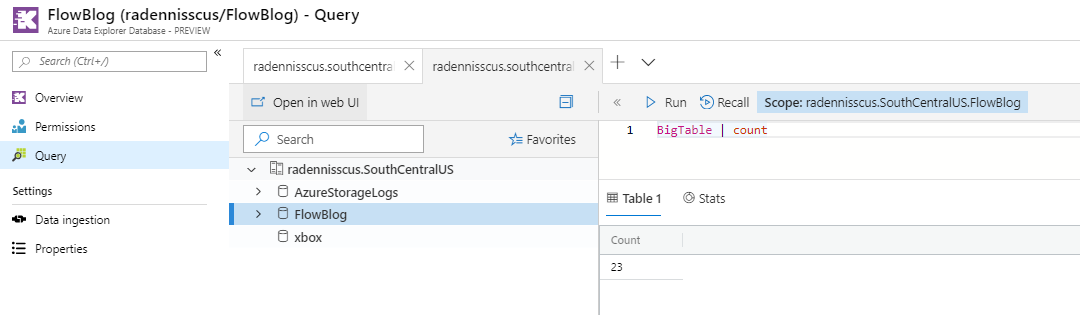 FlowBlog (radennisscus/FlowBlog) - Query
Azure Data Explorer Database - PREVIEW
Search (Ctrl+/)
«
Overview
Permissions
Query
Settings
Data ingestion
Properties
radennisscus.southcentral
radennisscus.southcentral
Open in web UI
Search
Favorites
radennisscus.SouthCentralUS
AzureStorageLogs
FlowBlog
xbox
« Run Recall Scope: radennisscus.SouthCentralUS.FlowBlog
1 BigTable | count
Table 1 Stats
Count
23